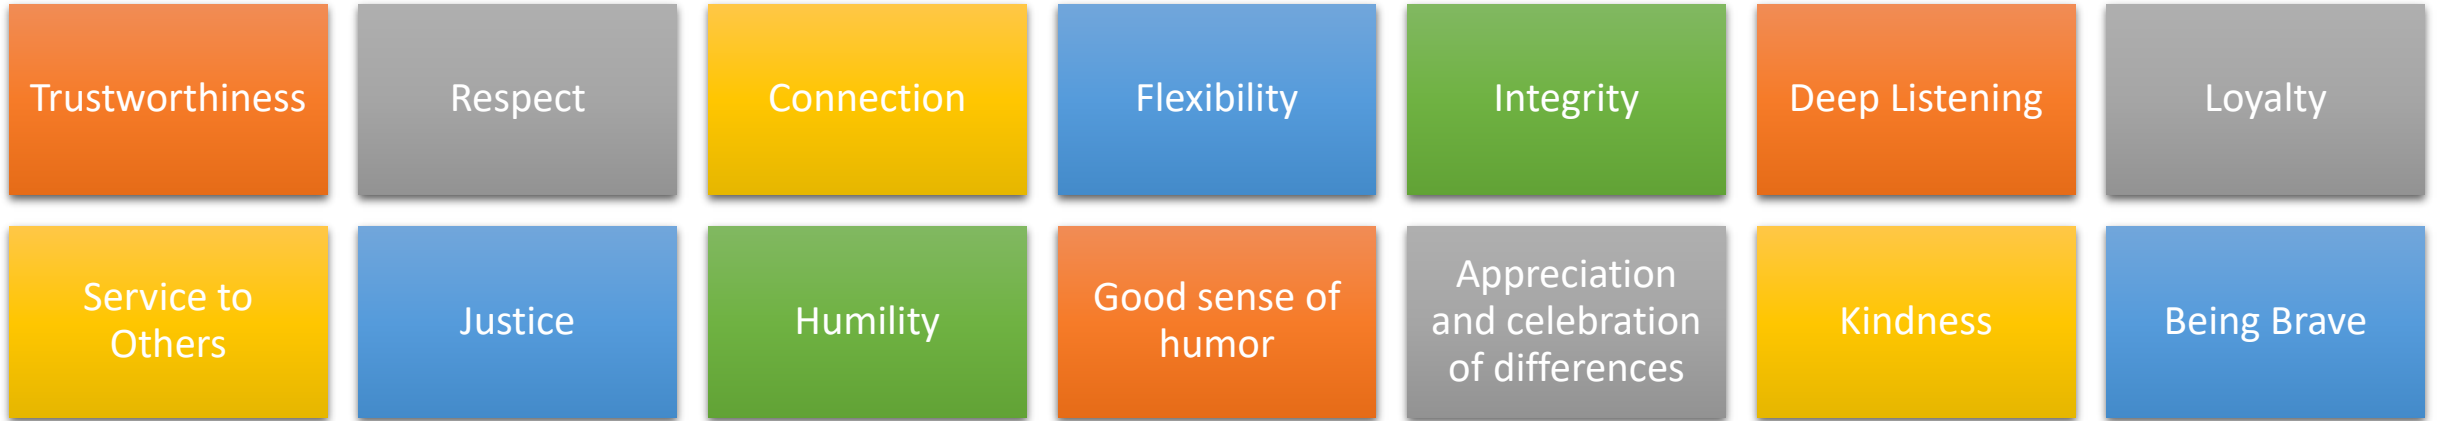 Trustworthiness
Respect
Connection
Flexibility
Integrity
Deep Listening
Loyalty
Service to
Others
Justice
Humility
Good sense of
humor
Appreciation
and celebration
of differences
Kindness
Being Brave